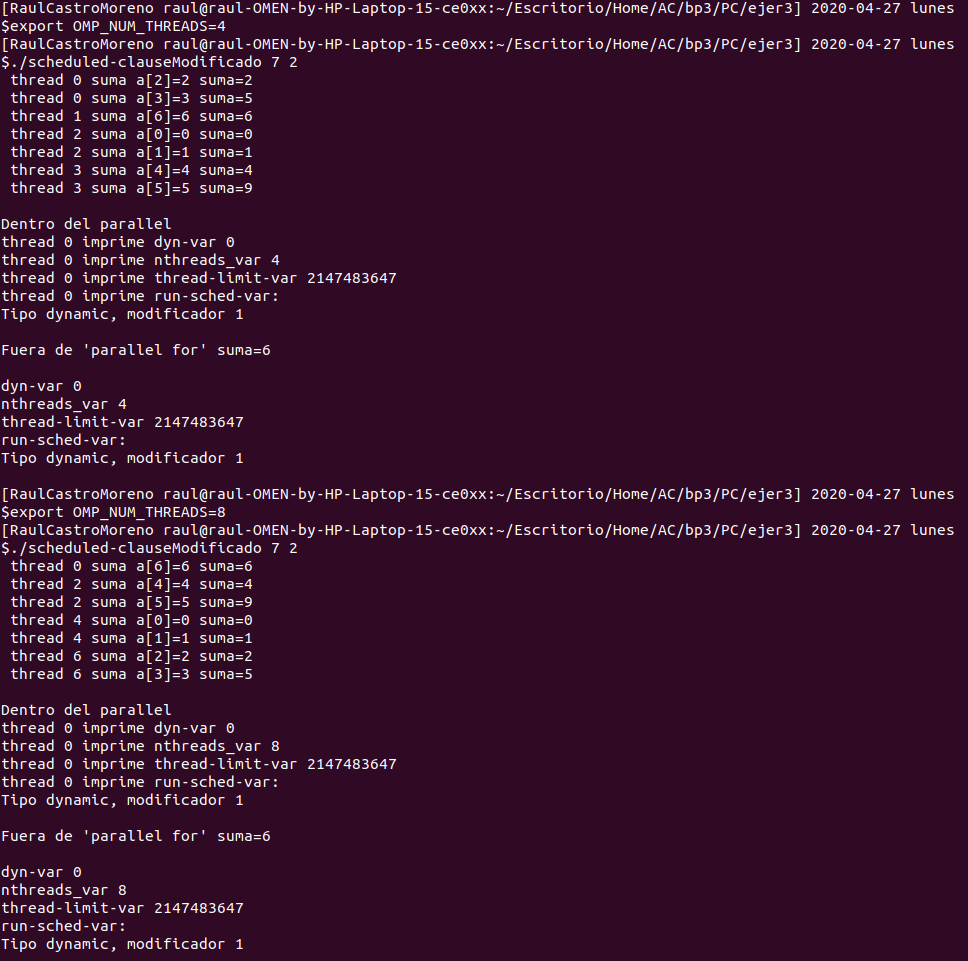 [RaulCastroMoreno raul@raul-OMEN-by-HP-Laptop-15-ce0xx:~/Escritorio/Home/AC/bp3/PC/ejer3] 2020-04-27 lunes
$export OMP_NUM_THREADS=4
[RaulCastroMoreno raul@raul-OMEN-by-HP-Laptop-15-ce0xx:~/Escritorio/Home/AC/bp3/PC/ejer3] 2020-04-27 lunes
$./scheduled-clauseModificado 7 2
 thread 0 suma a[2]=2 suma=2
 thread 0 suma a[3]=3 suma=5
 thread 1 suma a[6]=6 suma=6
 thread 2 suma a[0]=0 suma=0
 thread 2 suma a[1]=1 suma=1
 thread 3 suma a[4]=4 suma=4
 thread 3 suma a[5]=5 suma=9
Dentro del parallel
thread 0 imprime dyn-var 0
thread 0 imprime nthreads_var 4
thread 0 imprime thread-limit-var 2147483647
thread 0 imprime run-sched-var:
Tipo dynamic, modificador 1
Fuera de 'parallel for' suma=6
dyn-var 0
nthreads_var 4
thread-limit-var 2147483647
run-sched-var:
Tipo dynamic, modificador 1
[RaulCastroMoreno raul@raul-OMEN-by-HP-Laptop-15-ce0xx:~/Escritorio/Home/AC/bp3/PC/ejer3] 2020-04-27 lunes
$export OMP_NUM_THREADS=8
[RaulCastroMoreno raul@raul-OMEN-by-HP-Laptop-15-ce0xx:~/Escritorio/Home/AC/bp3/PC/ejer3] 2020-04-27 lunes
$./scheduled-clauseModificado 7 2
 thread 0 suma a[6]=6 suma=6
 thread 2 suma a[4]=4 suma=4
 thread 2 suma a[5]=5 suma=9
 thread 4 suma a[0]=0 suma=0
 thread 4 suma a[1]=1 suma=1
 thread 6 suma a[2]=2 suma=2
 thread 6 suma a[3]=3 suma=5
Dentro del parallel
thread 0 imprime dyn-var 0
thread 0 imprime nthreads_var 8
thread 0 imprime thread-limit-var 2147483647
thread 0 imprime run-sched-var:
Tipo dynamic, modificador 1
Fuera de 'parallel for' suma=6
dyn-var 0
nthreads_var 8
thread-limit-var 2147483647
run-sched-var:
Tipo dynamic, modificador 1